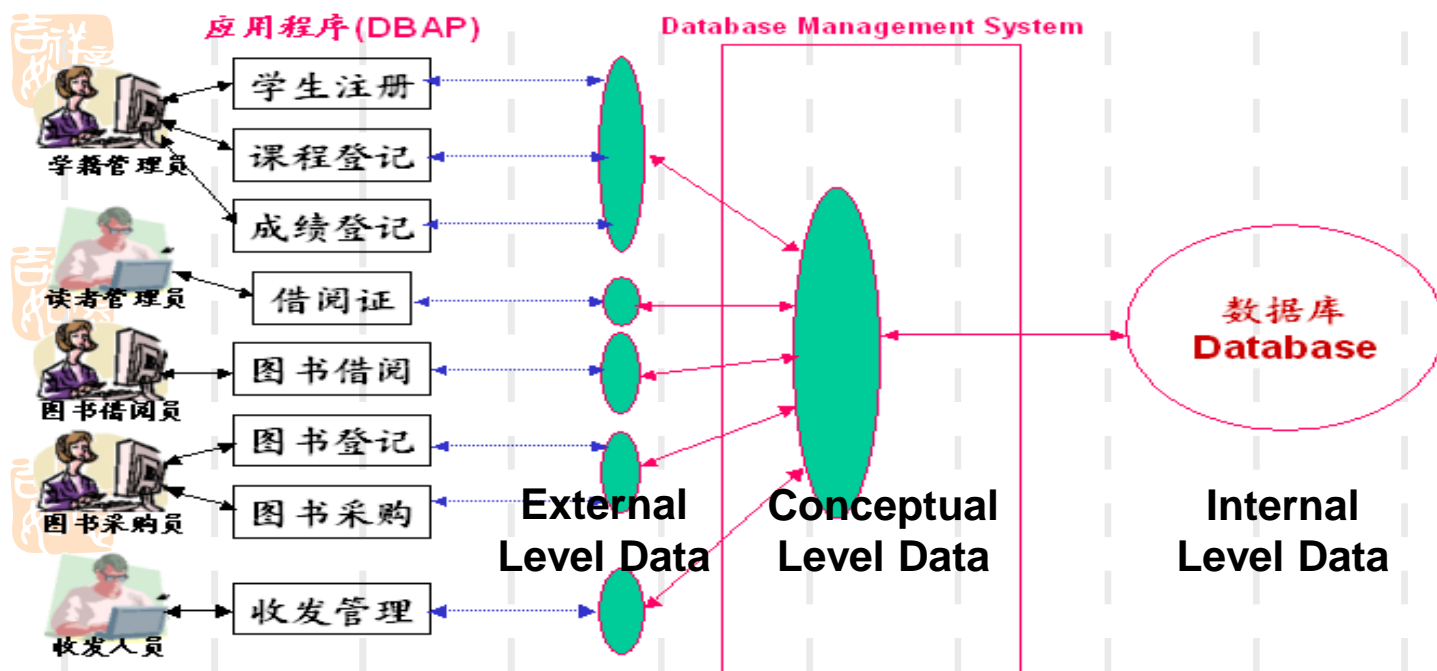 应用程序(DBAP)
Database Management System
学生注册
课程登记
成绩登记
学籍管理员
借阅证
读者管理员
图书借阅
图书借阅员
图书登记
图书采购
图书采购员
收发管理
收发人员
数据库
Database
External
Level Data
Conceptual
Level Data
Internal
Level Data